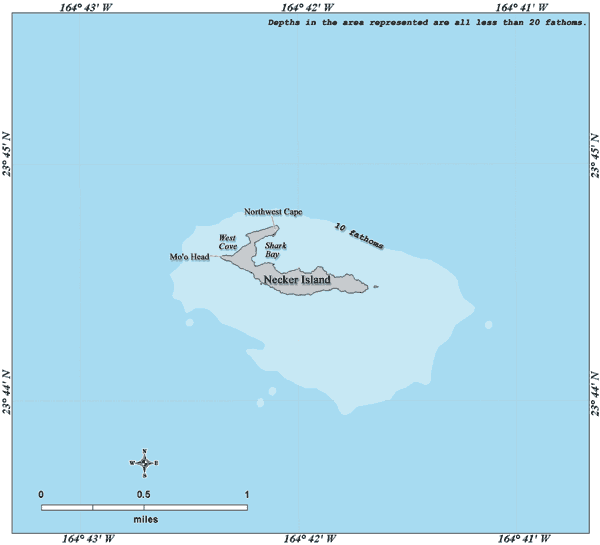 164° 43' W
164° 42' W
164° 41' W
Depths in the area represented are all less than 20 fathoms.
23° 45' N
23° 45' N
Northwest Cape
10 fathoms
West
Cove
Shark
Bay
Mo'o Head
Necker Island
23° 44' N
23° 44' N
N
W
E
S
0
0.5
1
miles
164° 43' W
164° 42' W
164° 41' W